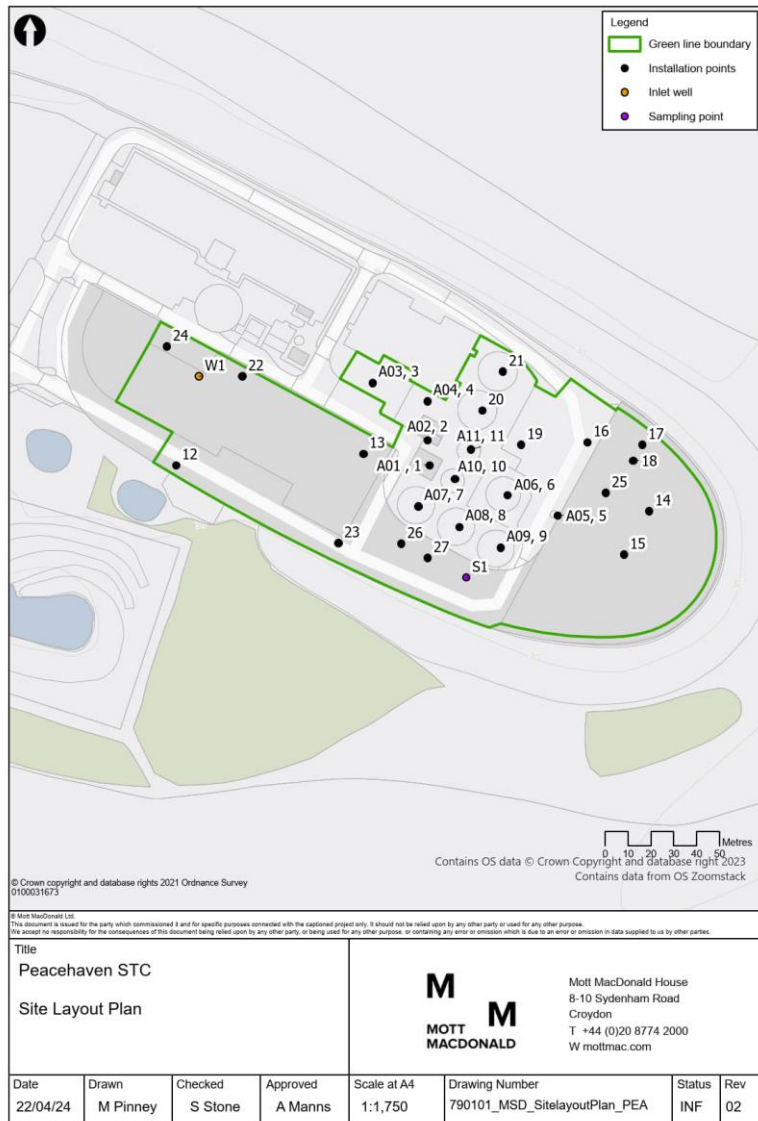 Legend
Green line boundary
Installation points
Inlet well
Sampling point
24
W1
22
21
A03, 3
A04, 4
20
A02, 2
13
A11, 11
19
16
17
18
A01 , 1
A10, 10
12
A06, 6
25
A07, 7
14
A08, 8
A05, 5
23
26
A09, 9
15
27
S1
Metres
0 10 20 30 40 50
Contains OS data © Crown Copyright and database right 2023
Contains data from OS Zoomstack
© Crown copyright and database rights 2021 Ordnance Survey
0100031673
© Mott MacDonald Ltd.
This document is issued for the party which commissioned it and for specific purposes connected with the captioned project only. It should not be relied upon by any other party or used for any other purpose.
We accept no responsibility for the consequences of this document being relied upon by any other party, or being used for any other purpose, or containing any error or omission which is due to an error or omission in data supplied to us by other parties.
Title
Peacehaven STC
Site Layout Plan
M
M
MOTT
MACDONALD
Mott MacDonald House
8-10 Sydenham Road
Croydon
T +44 (0)20 8774 2000
W mottmac.com
Date Drawn Checked Approved Scale at A4 Drawing Number Status Rev
22/04/24 M Pinney S Stone A Manns 1:1,750 790101_MSD_SitelayoutPlan_PEA INF 02